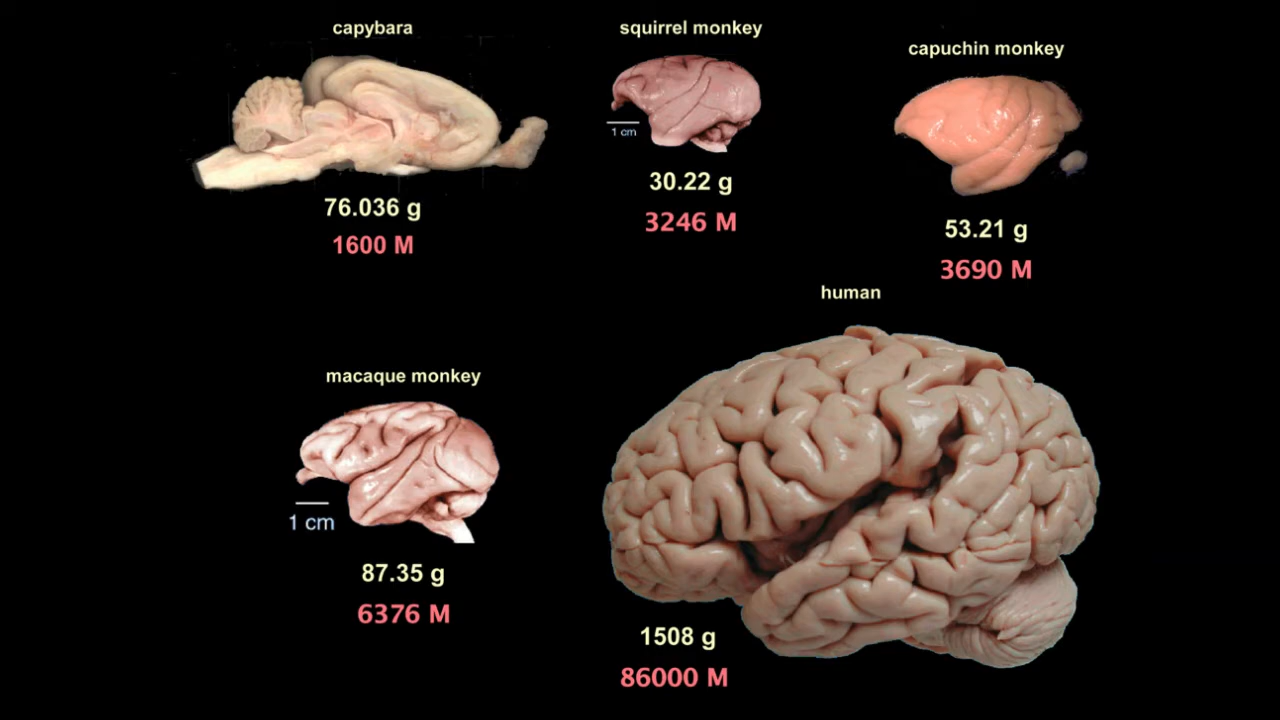 capybara
76.036 g
1600 M
squirrel monkey
1 cm
30.22 g
3246 M
capuchin monkey
53.21 g
3690 M
macaque monkey
1 cm
87.35 g
6376 M
human
1508 g
86000 M